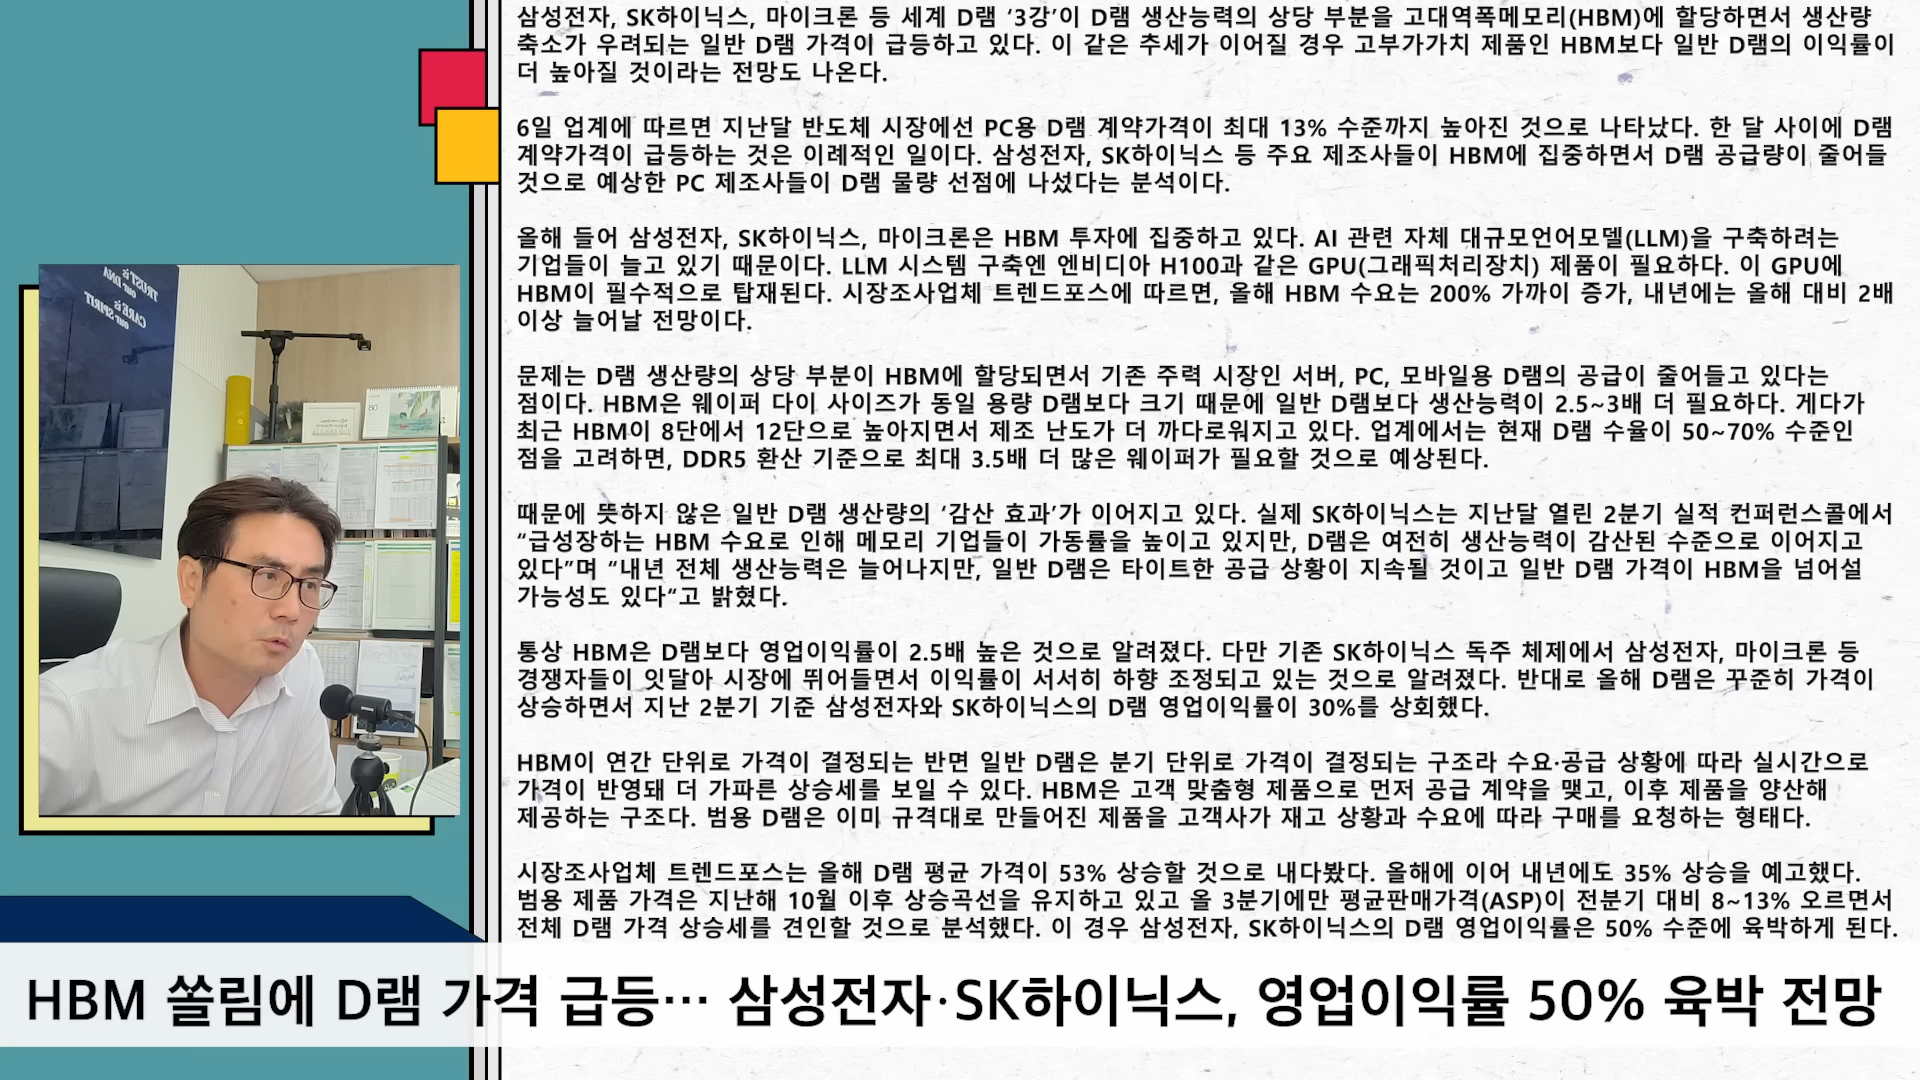 삼성전자, SK하이닉스, 마이크론 등 세계 D램 ‘3강’이 D램 생산능력의 상당 부분을 고대역폭메모리(HBM)에 할당하면서 생산량
축소가 우려되는 일반 D램 가격이 급등하고 있다. 이 같은 추세가 이어질 경우 고부가가치 제품인 HBM보다 일반 D램의 이익률이
더 높아질 것이라는 전망도 나온다.
6일 업계에 따르면 지난달 반도체 시장에선 PC용 D램 계약가격이 최대 13% 수준까지 높아진 것으로 나타났다. 한 달 사이에 D램
계약가격이 급등하는 것은 이례적인 일이다. 삼성전자, SK하이닉스 등 주요 제조사들이 HBM에 집중하면서 D램 공급량이 줄어들
것으로 예상한 PC 제조사들이 D램 물량 선점에 나섰다는 분석이다.
올해 들어 삼성전자, SK하이닉스, 마이크론은 HBM 투자에 집중하고 있다. AI 관련 자체 대규모언어모델(LLM)을 구축하려는
기업들이 늘고 있기 때문이다. LLM 시스템 구축엔 엔비디아 H100과 같은 GPU(그래픽처리장치) 제품이 필요하다. 이 GPU에
HBM이 필수적으로 탑재된다. 시장조사업체 트렌드포스에 따르면, 올해 HBM 수요는 200% 가까이 증가, 내년에는 올해 대비 2배
이상 늘어날 전망이다.
문제는 D램 생산량의 상당 부분이 HBM에 할당되면서 기존 주력 시장인 서버, PC, 모바일용 D램의 공급이 줄어들고 있다는
점이다. HBM은 웨이퍼 다이 사이즈가 동일 용량 D램보다 크기 때문에 일반 D램보다 생산능력이 2.5~3배 더 필요하다. 게다가
최근 HBM이 8단에서 12단으로 높아지면서 제조 난도가 더 까다로워지고 있다. 업계에서는 현재 D램 수율이 50~70% 수준인
점을 고려하면, DDR5 환산 기준으로 최대 3.5배 더 많은 웨이퍼가 필요할 것으로 예상된다.
때문에 뜻하지 않은 일반 D램 생산량의 ‘감산 효과’가 이어지고 있다. 실제 SK하이닉스는 지난달 열린 2분기 실적 컨퍼런스콜에서
“급성장하는 HBM 수요로 인해 메모리 기업들이 가동률을 높이고 있지만, D램은 여전히 생산능력이 감산된 수준으로 이어지고
있다”며 “내년 전체 생산능력은 늘어나지만, 일반 D램은 타이트한 공급 상황이 지속될 것이고 일반 D램 가격이 HBM을 넘어설
가능성도 있다“고 밝혔다.
통상 HBM은 D램보다 영업이익률이 2.5배 높은 것으로 알려졌다. 다만 기존 SK하이닉스 독주 체제에서 삼성전자, 마이크론 등
경쟁자들이 잇달아 시장에 뛰어들면서 이익률이 서서히 하향 조정되고 있는 것으로 알려졌다. 반대로 올해 D램은 꾸준히 가격이
상승하면서 지난 2분기 기준 삼성전자와 SK하이닉스의 D램 영업이익률이 30%를 상회했다.
HBM이 연간 단위로 가격이 결정되는 반면 일반 D램은 분기 단위로 가격이 결정되는 구조라 수요·공급 상황에 따라 실시간으로
가격이 반영돼 더 가파른 상승세를 보일 수 있다. HBM은 고객 맞춤형 제품으로 먼저 공급 계약을 맺고, 이후 제품을 양산해
제공하는 구조다. 범용 D램은 이미 규격대로 만들어진 제품을 고객사가 재고 상황과 수요에 따라 구매를 요청하는 형태다.
시장조사업체 트렌드포스는 올해 D램 평균 가격이 53% 상승할 것으로 내다봤다. 올해에 이어 내년에도 35% 상승을 예고했다.
범용 제품 가격은 지난해 10월 이후 상승곡선을 유지하고 있고 올 3분기에만 평균판매가격(ASP)이 전분기 대비 8~13% 오르면서
전체 D램 가격 상승세를 견인할 것으로 분석했다. 이 경우 삼성전자, SK하이닉스의 D램 영업이익률은 50% 수준에 육박하게 된다.
TRUST is
our DNA
CARE is
our SPIRIT
HBM 쏠림에 D램 가격 급등… 삼성전자·SK하이닉스, 영업이익률 50% 육박 전망